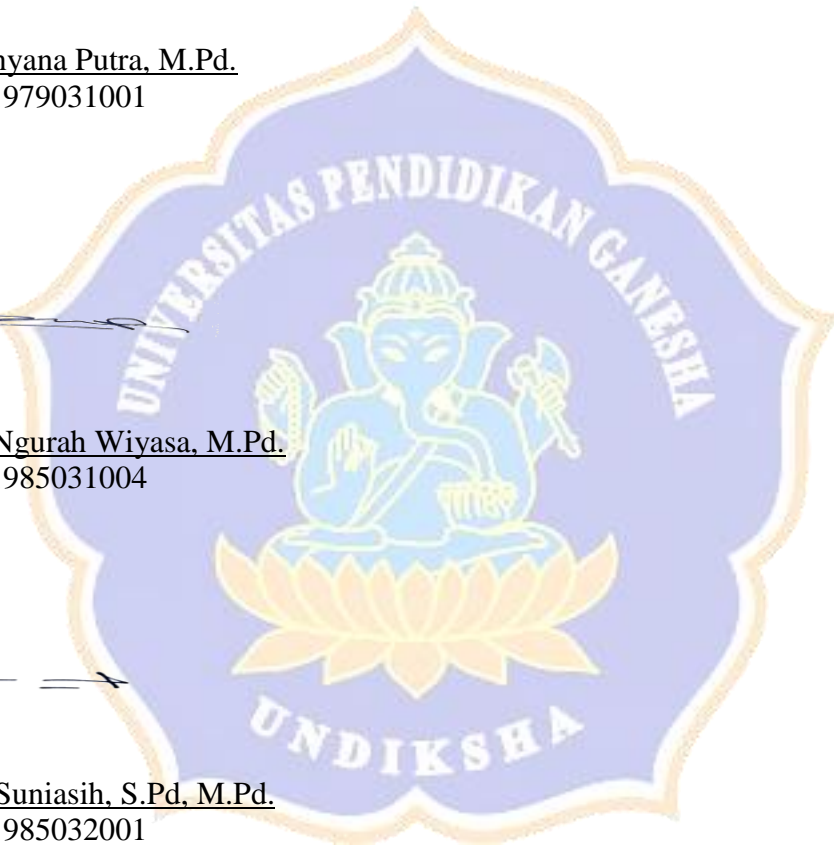 nyana Putra, M.Pd.
979031001
UNIVERSITAS PENDIDIKAN GANESHA
Ngurah Wiyasa, M.Pd.
985031004
UNDIKSHA
Suniasih, S.Pd, M.Pd.
985032001